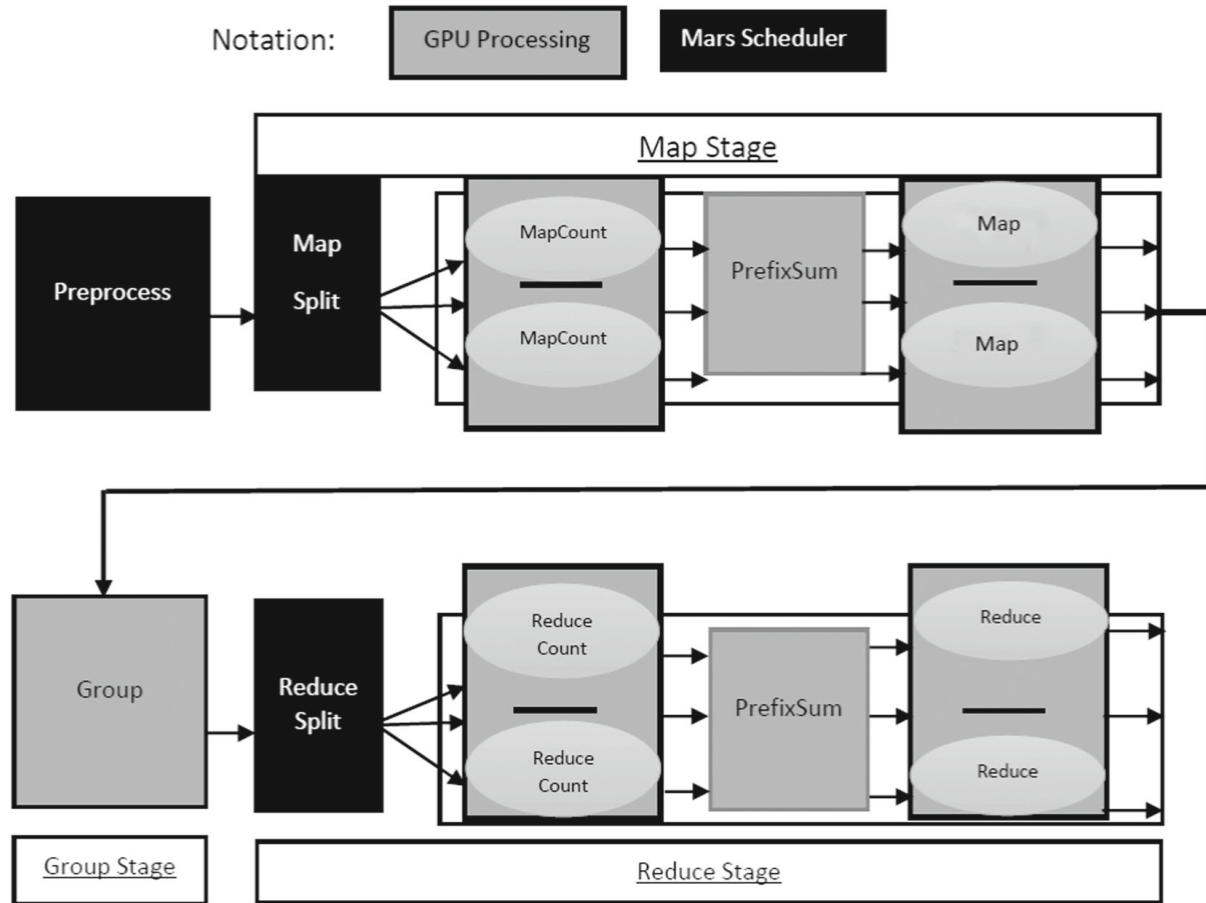 Notation:
GPU Processing
Mars Scheduler
Map Stage
Preprocess
Map
Split
MapCount
MapCount
PrefixSum
Map
Map
Group
Reduce
Split
Reduce
Count
Reduce
Count
PrefixSum
Reduce
Reduce
Group Stage
Reduce Stage